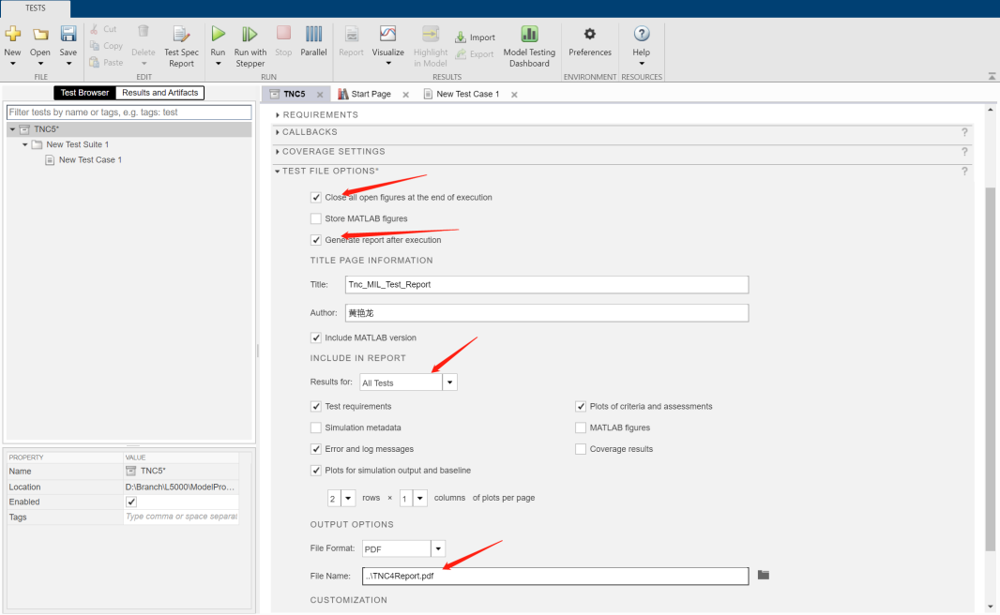 TESTS
New
Open
Save
Cut
Copy
Paste
Delete
Test Spec
Report
Run
Run with
Stepper
Stop
Parallel
Report
Visualize
Highlight
in Model
Import
Export
Model Testing
Dashboard
Preferences
Help
FILE
EDIT
RUN
RESULTS
ENVIRONMENT
RESOURCES
Test Browser
Results and Artifacts
Filter tests by name or tags, e.g. tags: test
TNC5*
New Test Suite 1
New Test Case 1
PROPERTY VALUE
Name TNC5*
Location D:\Branch\L5000\ModelPro...
Enabled
Tags Type comma or space separat
TNC5
Start Page
New Test Case 1
REQUIREMENTS
CALLBACKS ?
COVERAGE SETTINGS ?
TEST FILE OPTIONS* ?
Close all open figures at the end of execution
Store MATLAB figures
Generate report after execution
TITLE PAGE INFORMATION
Title: Tnc_MIL_Test_Report
Author: 黄艳龙
Include MATLAB version
INCLUDE IN REPORT
Results for: All Tests
Test requirements Plots of criteria and assessments
Simulation metadata MATLAB figures
Error and log messages Coverage results
Plots for simulation output and baseline
2 rows × 1 columns of plots per page
OUTPUT OPTIONS
File Format: PDF
File Name: ..\TNC4Report.pdf
CUSTOMIZATION